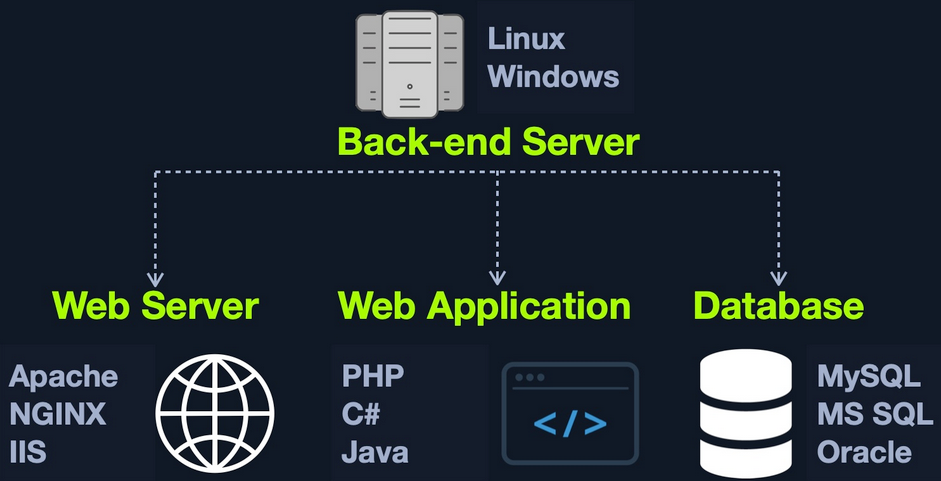 Linux
Windows
Back-end Server
Web Server
Web Application
Database
Apache
NGINX
IIS
PHP
C#
Java
</>
MySQL
MS SQL
Oracle